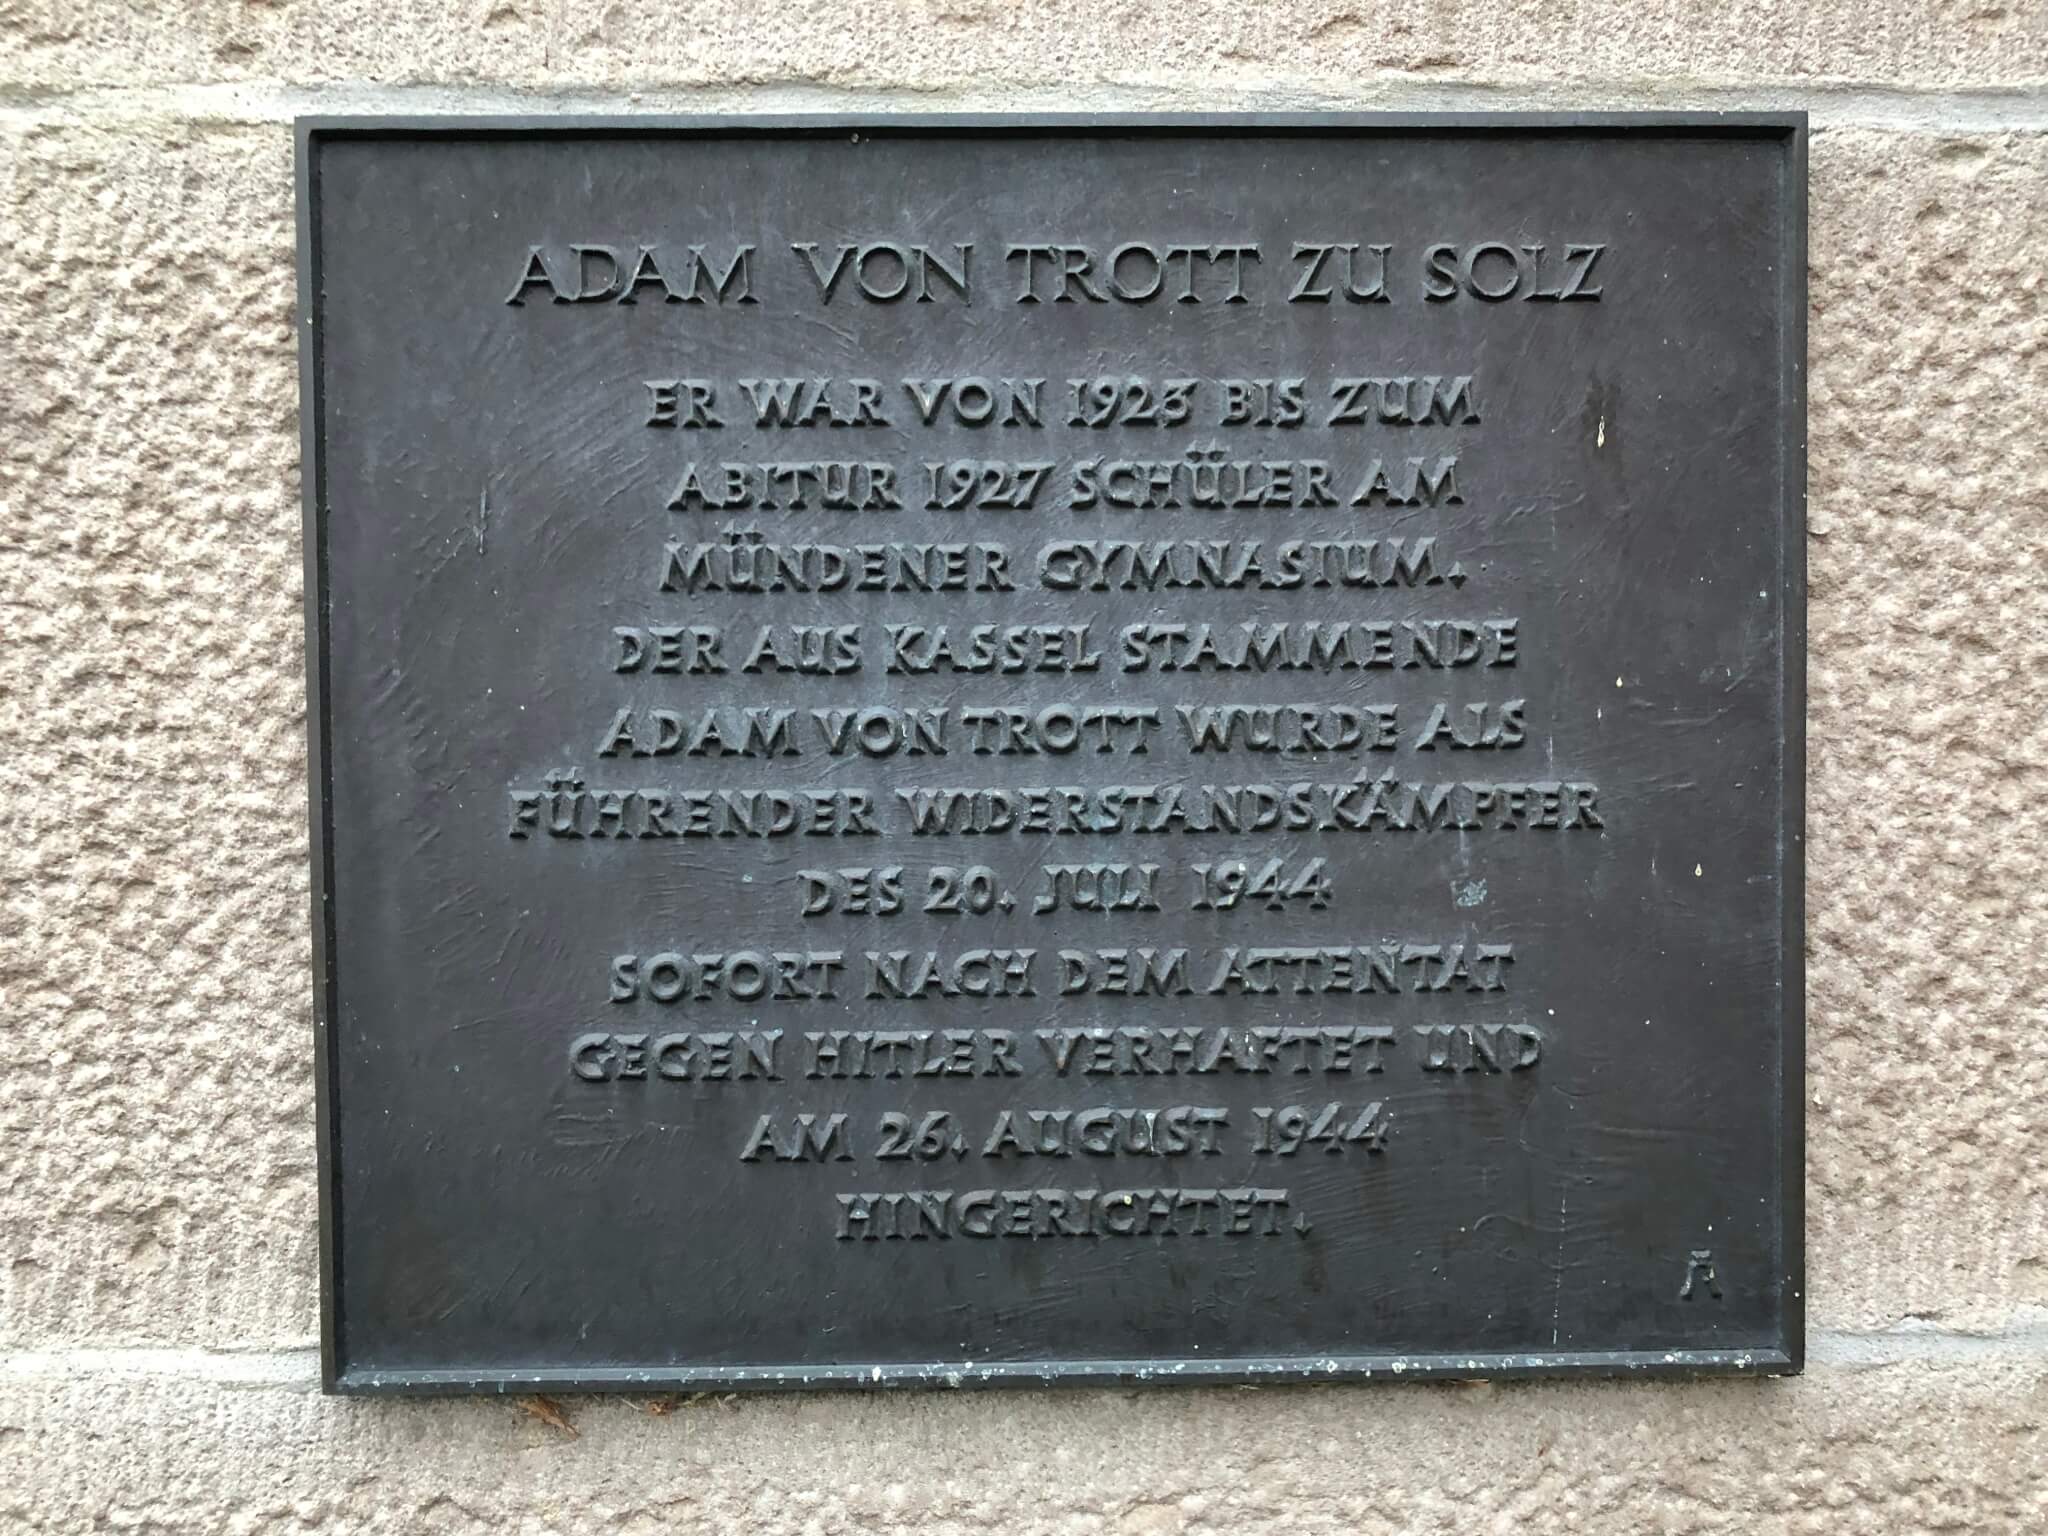 ADAM VON TROTT ZU SOLZ
ER WAR VON 1923 BIS ZUM
ABITUR 1927 SCHÜLER AM
MÜNDENER GYMNASIUM.
DER AUS KASSEL STAMMENDE
ADAM VON TROTT WURDE ALS
FÜHRENDER WIDERSTANDSKÄMPFER
DES 20. JULI 1944
SOFORT NACH DEM ATTENTAT
GEGEN HITLER VERHAFTET UND
AM 26. AUGUST 1944
HINGERICHTET.